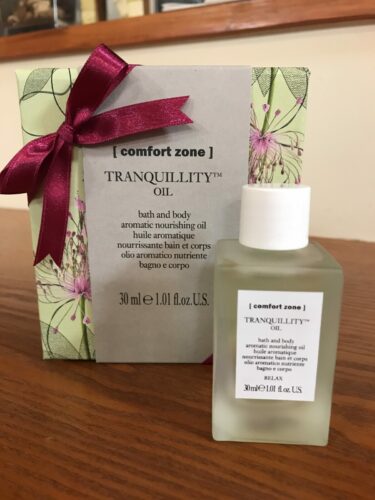 [ comfort zone ]
TRANQUILLITY™
OIL
bath and body
aromatic nourishing oil
huile aromatique
nourrissante bain et corps
olio aromatico nutriente
bagno e corpo
30 ml e 1.01 fl.oz.U.S.
[ comfort zone ]
TRANQUILLITY™
OIL
bath and body
aromatic nourishing oil
huile aromatique
nourrissante bain et corps
olio aromatico nutriente
bagno e corpo
RELAX
30 ml e 1.01 fl.oz. U.S.